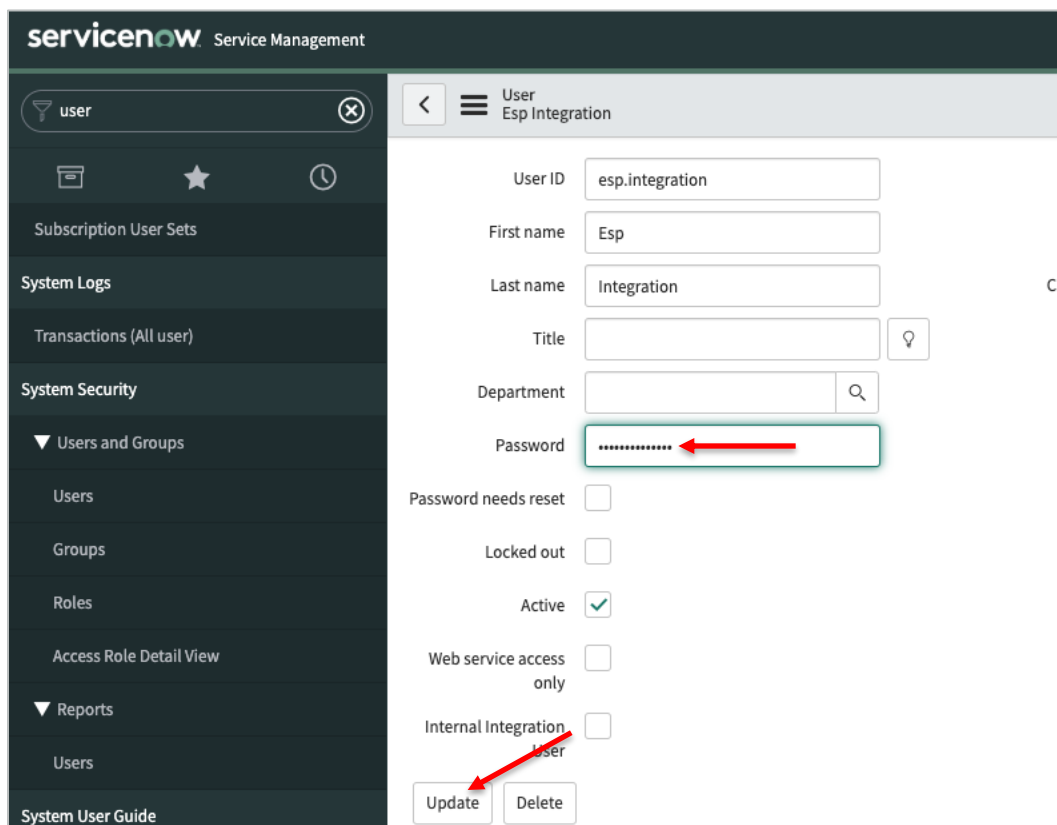 servicenow Service Management
user
Subscription User Sets
System Logs
Transactions (All user)
System Security
Users and Groups
Users
Groups
Roles
Access Role Detail View
Reports
Users
System User Guide
User
Esp Integration
User ID
esp.integration
First name
Esp
Last name
Integration
C
Title
Department
Password
••••••••••••••
Password needs reset
Locked out
Active
Web service access
only
Internal Integration
User
Update
Delete